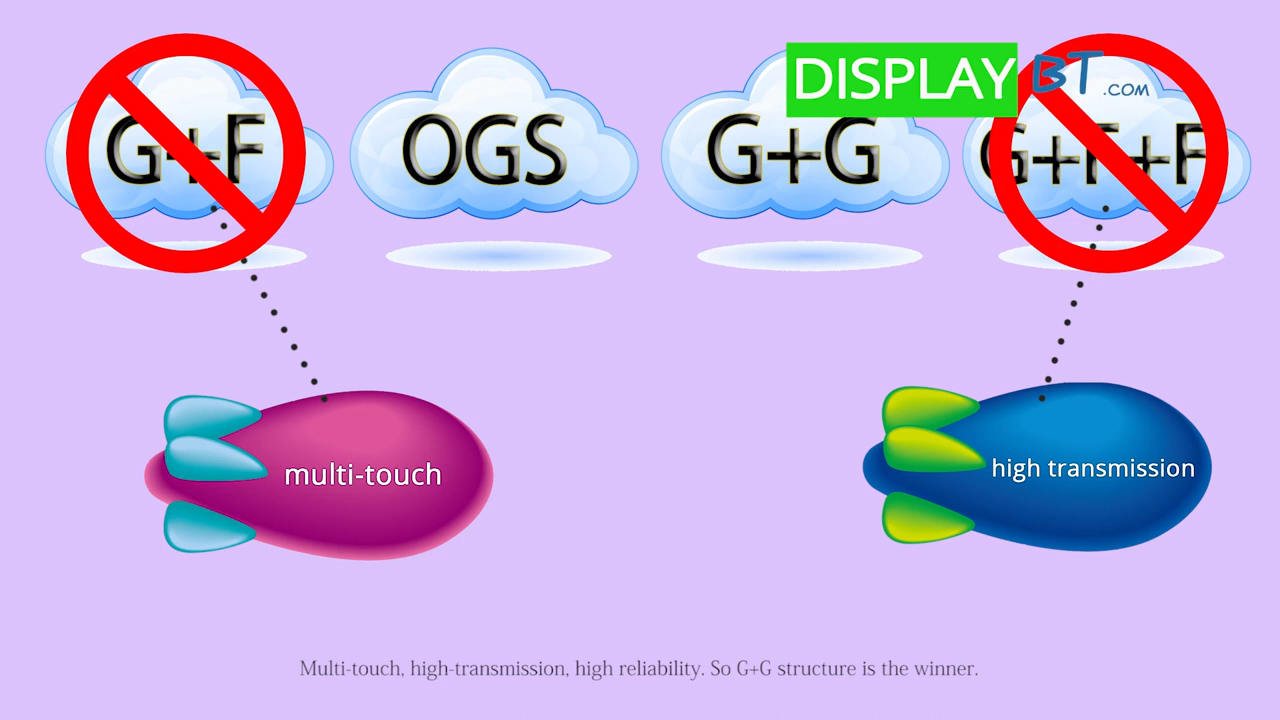 G+F
OGS
G+G
G+F+F
DISPLAY
BT.COM
multi-touch
high transmission
Multi-touch, high-transmission, high reliability. So G+G structure is the winner.